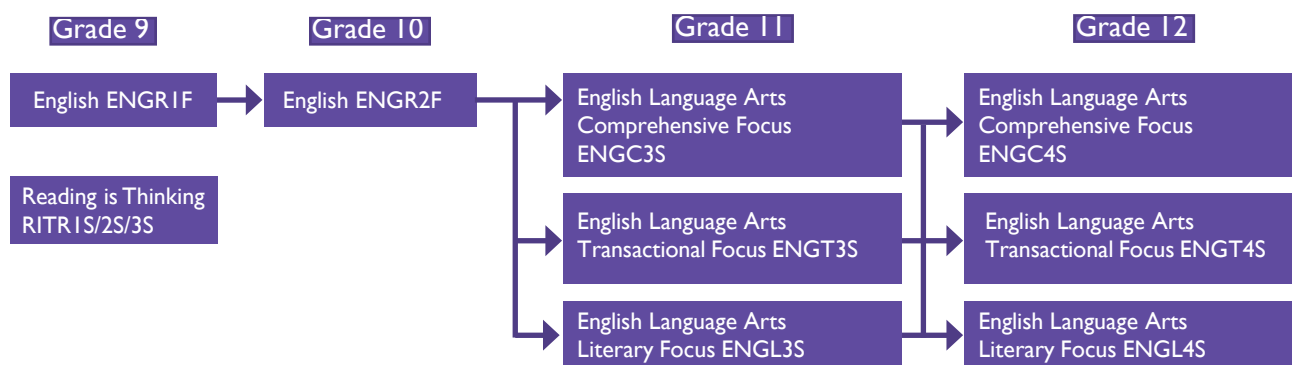 Grade 9
Grade 10
Grade 11
Grade 12
English ENGR1F
English ENGR2F
English Language Arts
Comprehensive Focus
ENGC3S
English Language Arts
Comprehensive Focus
ENGC4S
Reading is Thinking
RITR1S/2S/3S
English Language Arts
Transactional Focus ENGT3S
English Language Arts
Transactional Focus ENGT4S
English Language Arts
Literary Focus ENGL3S
English Language Arts
Literary Focus ENGL4S